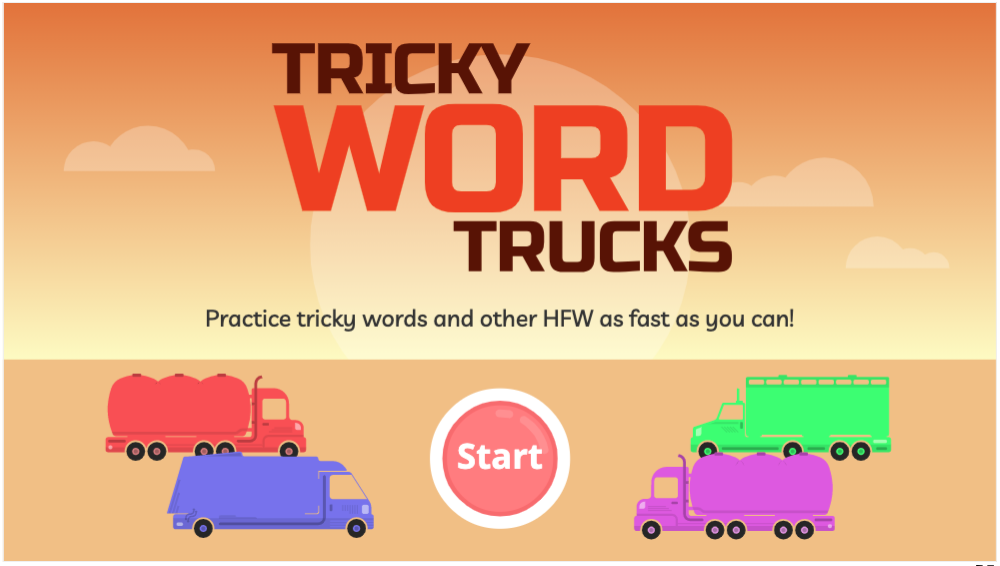 TRICKY
WORD
TRUCKS
Practice tricky words and other HFW as fast as you can!
Start